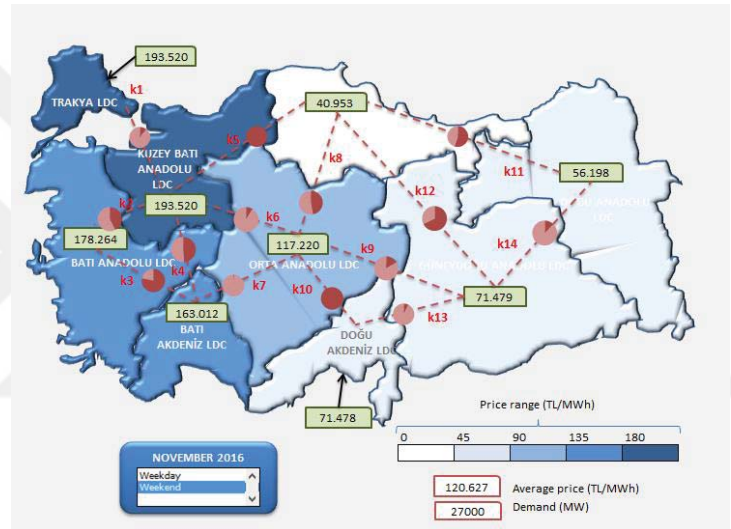 193.520
k1
TRAKYA LDC
40.953
k5
KUZEY BATI
ANADOLU
LDC
k8
k11
56.198
k12
193.520
k6
178.264
117.220
k14
BATI ANADOLU LDC
k4
ORTA ANADOLU LDC
k9
LDC
k3
k7
k10
71.479
163.012
k13
BATI
AKDENİZ LDC
DOĞU
AKDENİZ LDC
71.478
Price range (TL/MWh)
0 45 90 135 180
NOVEMBER 2016
Weekday
Weekend
120.627 Average price (TL/MWh)
27000 Demand (MW)